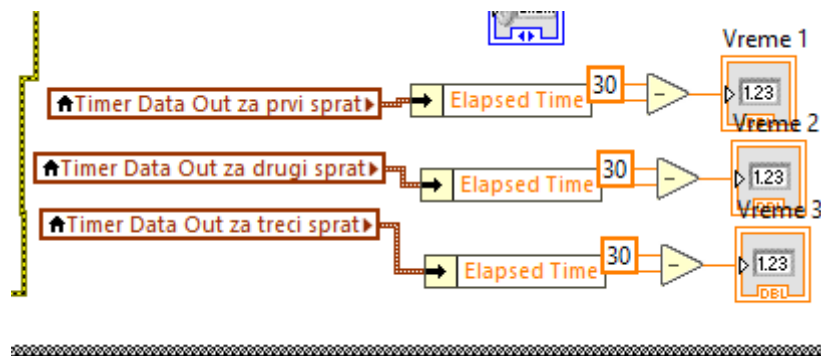 Vreme 1
Timer Data Out za prvi sprat
Elapsed Time
30
-
1.23
Vreme 2
Timer Data Out za drugi sprat
Elapsed Time
30
-
1.23
Vreme 3
Timer Data Out za treci sprat
Elapsed Time
30
-
1.23
DBL